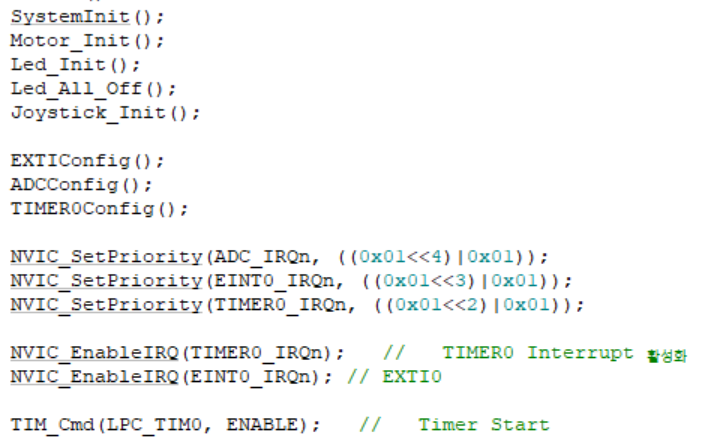 SystemInit();
Motor_Init();
Led_Init();
Led_All_Off();
Joystick_Init();
EXTIConfig();
ADCConfig();
TIMER0Config();
NVIC_SetPriority(ADC_IRQn, ((0x01<<4)|0x01));
NVIC_SetPriority(EINT0_IRQn, ((0x01<<3)|0x01));
NVIC_SetPriority(TIMER0_IRQn, ((0x01<<2)|0x01));
NVIC_EnableIRQ(TIMER0_IRQn);   //   TIMER0 Interrupt 활성화
NVIC_EnableIRQ(EINT0_IRQn); // EXTI0
TIM_Cmd(LPC_TIM0, ENABLE);   //   Timer Start